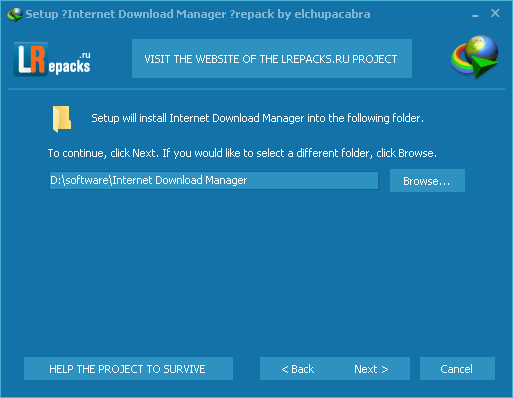 Setup ?Internet Download Manager ?repack by elchupacabra
LRepacks.ru
VISIT THE WEBSITE OF THE LREPACKS.RU PROJECT
Setup will install Internet Download Manager into the following folder.
To continue, click Next. If you would like to select a different folder, click Browse.
D:\software\Internet Download Manager
Browse...
HELP THE PROJECT TO SURVIVE
< Back
Next >
Cancel